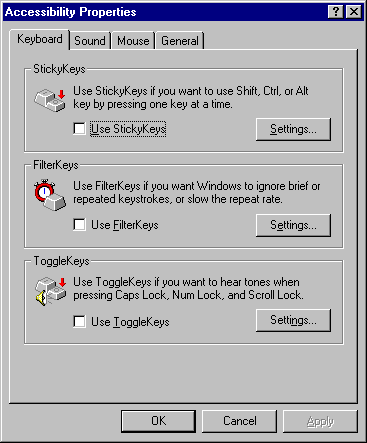 Accessibility Properties
Keyboard Sound Mouse General
StickyKeys
Use StickyKeys if you want to use Shift, Ctrl, or Alt
key by pressing one key at a time.
Use StickyKeys Settings...
FilterKeys
Use FilterKeys if you want Windows to ignore brief or
repeated keystrokes, or slow the repeat rate.
Use FilterKeys Settings...
ToggleKeys
Use ToggleKeys if you want to hear tones when
pressing Caps Lock, Num Lock, and Scroll Lock.
Use ToggleKeys Settings...
OK Cancel Apply